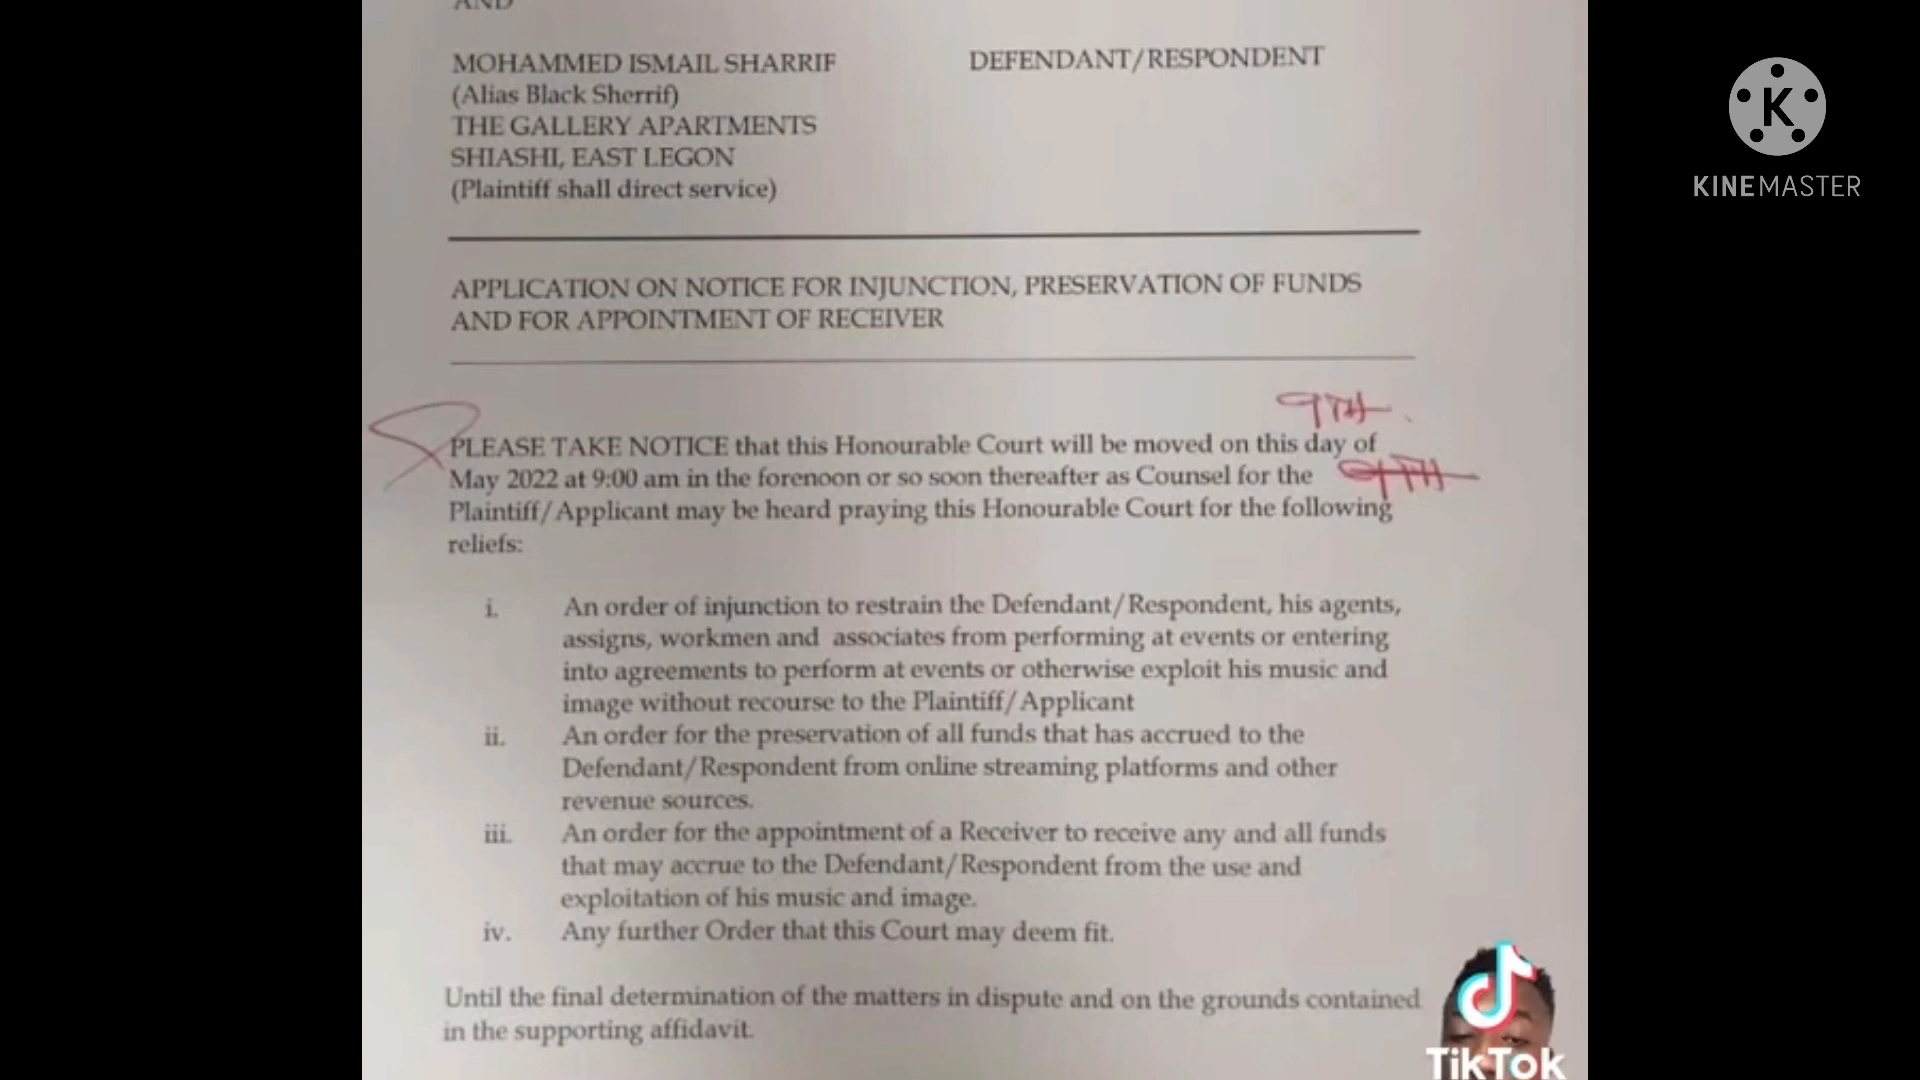 AND
MOHAMMED ISMAIL SHARRIF DEFENDANT/RESPONDENT
(Alias Black Sherrif)
THE GALLERY APARTMENTS
SHIASHI, EAST LEGON
(Plaintiff shall direct service)
APPLICATION ON NOTICE FOR INJUNCTION, PRESERVATION OF FUNDS
AND FOR APPOINTMENT OF RECEIVER
9TH
PLEASE TAKE NOTICE that this Honourable Court will be moved on this day of
May 2022 at 9:00 am in the forenoon or so soon thereafter as Counsel for the
Plaintiff/Applicant may be heard praying this Honourable Court for the following
reliefs:
i. An order of injunction to restrain the Defendant/Respondent, his agents,
assigns, workmen and associates from performing at events or entering
into agreements to perform at events or otherwise exploit his music and
image without recourse to the Plaintiff/Applicant
ii. An order for the preservation of all funds that has accrued to the
Defendant/Respondent from online streaming platforms and other
revenue sources.
iii. An order for the appointment of a Receiver to receive any and all funds
that may accrue to the Defendant/Respondent from the use and
exploitation of his music and image.
iv. Any further Order that this Court may deem fit.
Until the final determination of the matters in dispute and on the grounds contained
in the supporting affidavit.
K
KINEMASTER
TikTok